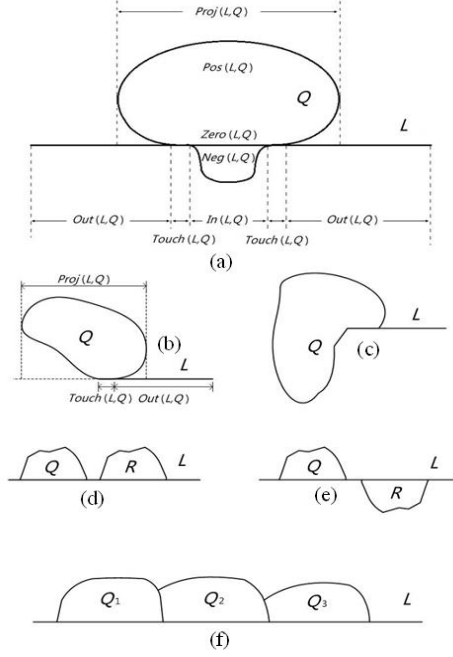 Proj(L,Q)
Pos(L,Q)
Q
L
Zero(L,Q)
Neg(L,Q)
Out(L,Q) In(L,Q) Out(L,Q)
Touch(L,Q) Touch(L,Q)
(a)
Proj(L,Q)
Q
(b)
L
Touch(L,Q) Out(L,Q)
L
Q
(c)
Q R L
(d)
Q L
R
(e)
Q1 Q2 Q3 L
(f)